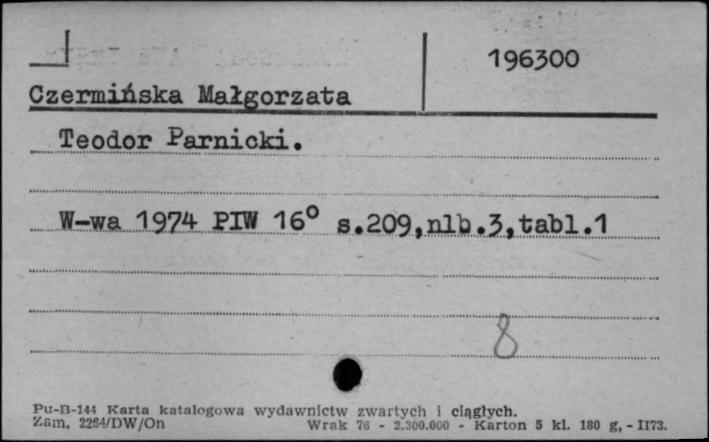 196300
Czermińska Małgorzata
Teodor Parnicki.
W-wa 1974 PIW 16° s.209,nlb.3,tabl.1
8
Pu-B-144 Karta katalogowa wydawnictw zwartych i ciągłych.
Zam. 2264/DW/On Wrak 76 - 2.300.000 - Karton 5 kl. 180 g, - II73.